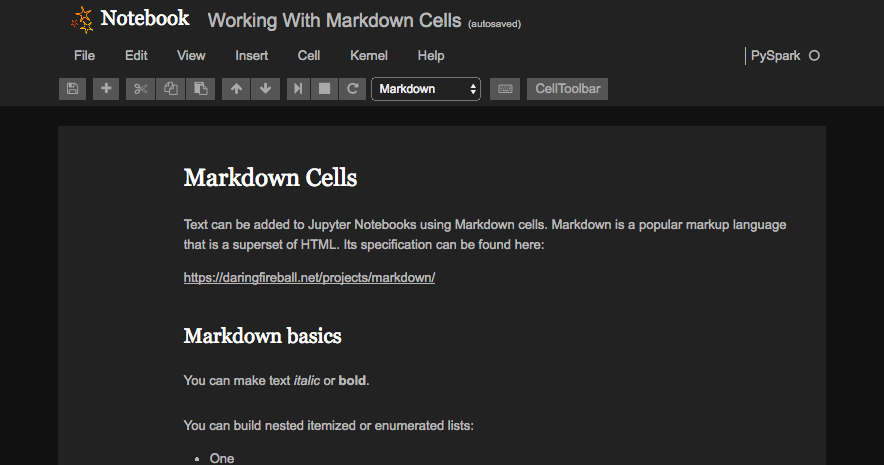 Notebook Working With Markdown Cells (autosaved)
File Edit View Insert Cell Kernel Help PySpark
Markdown CellToolbar
Markdown Cells
Text can be added to Jupyter Notebooks using Markdown cells. Markdown is a popular markup language
that is a superset of HTML. Its specification can be found here:
https://daringfireball.net/projects/markdown/
Markdown basics
You can make text italic or bold.
You can build nested itemized or enumerated lists:
• One